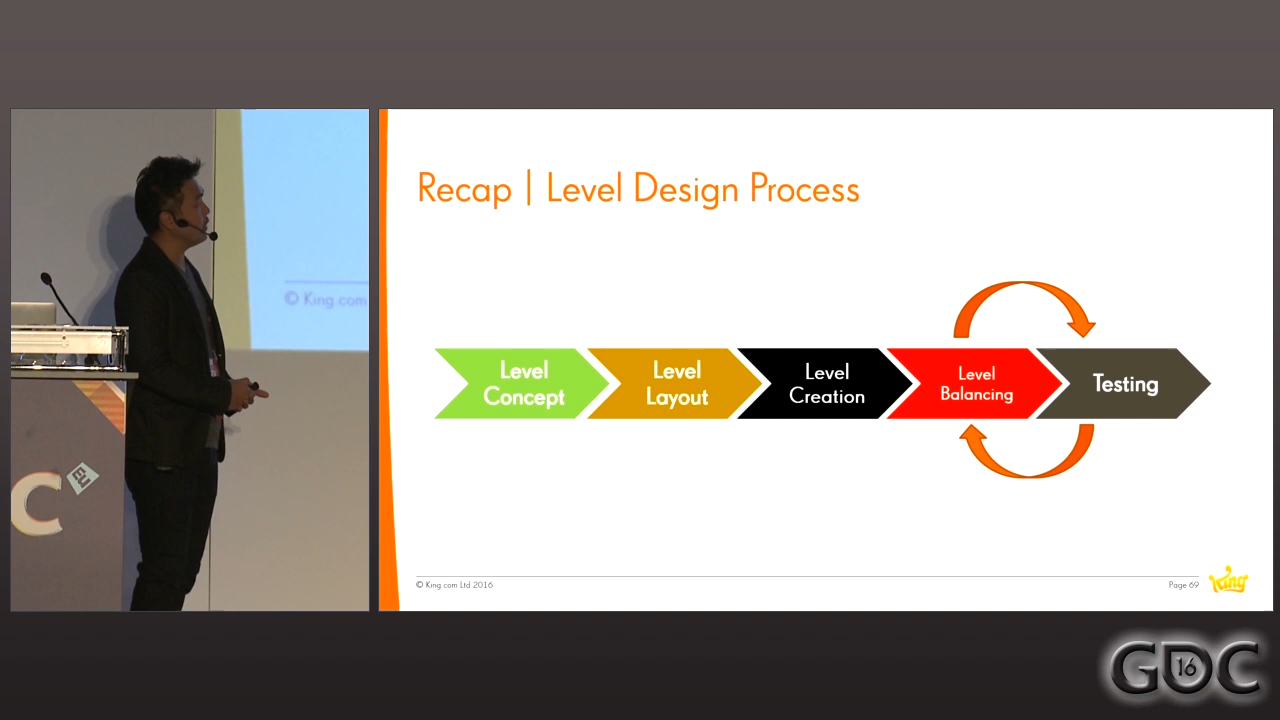 © King.com
C EU
Recap | Level Design Process
Level
Concept
Level
Layout
Level
Creation
Level
Balancing
Testing
© King.com Ltd 2016
Page 69
King
GDC 16